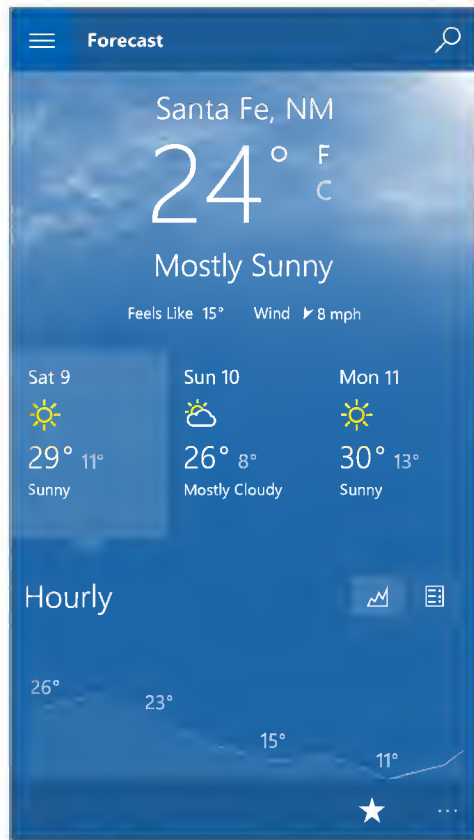 Forecast
Santa Fe, NM
24° F
C
Mostly Sunny
Feels Like 15° Wind 8 mph
Sat 9 Sun 10 Mon 11
29° 11° 26° 8° 30° 13°
Sunny Mostly Cloudy Sunny
Hourly
26°
23°
15°
11°